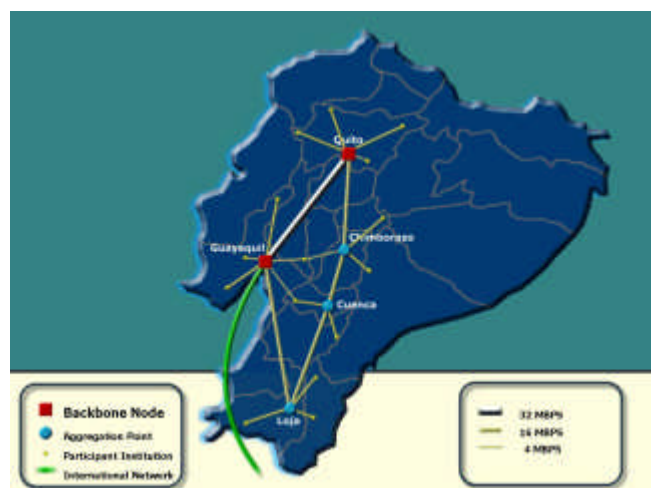 Quito
Guayaquil
Chimborazo
Cuenca
Loja
Backbone Node
Aggregation Point
Participant Institution
International Network
32 MBPS
16 MBPS
4 MBPS